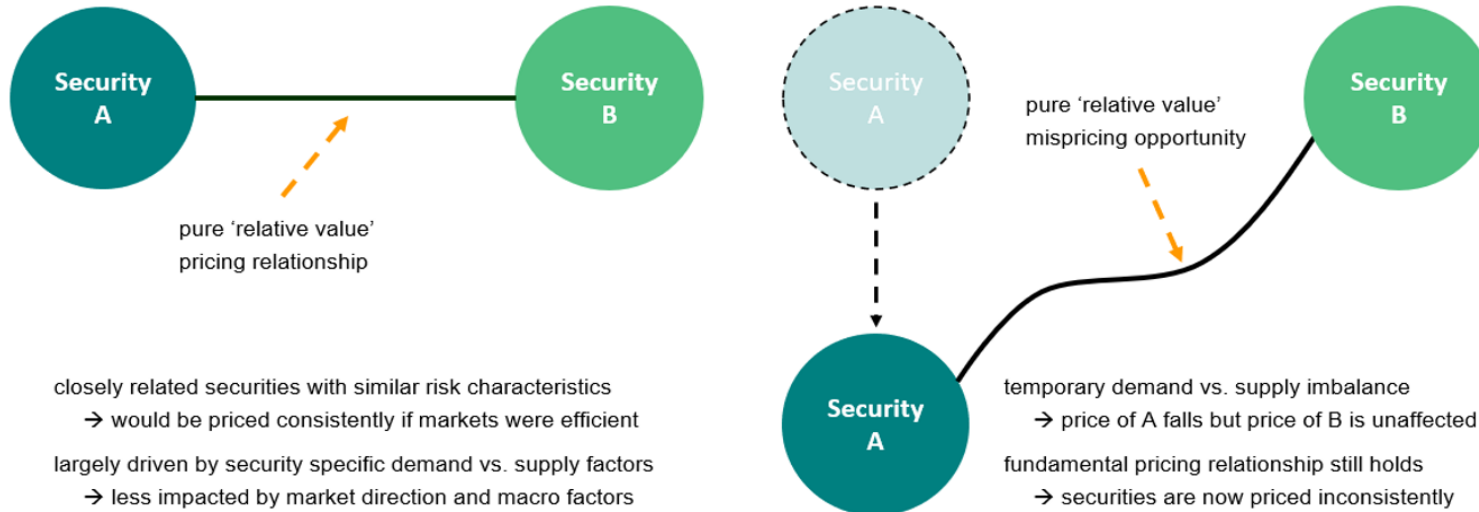 Security
A
Security
B
pure ‘relative value’
pricing relationship
closely related securities with similar risk characteristics
→ would be priced consistently if markets were efficient
largely driven by security specific demand vs. supply factors
→ less impacted by market direction and macro factors
Security
A
pure ‘relative value’
mispricing opportunity
Security
B
Security
A
temporary demand vs. supply imbalance
→ price of A falls but price of B is unaffected
fundamental pricing relationship still holds
→ securities are now priced inconsistently